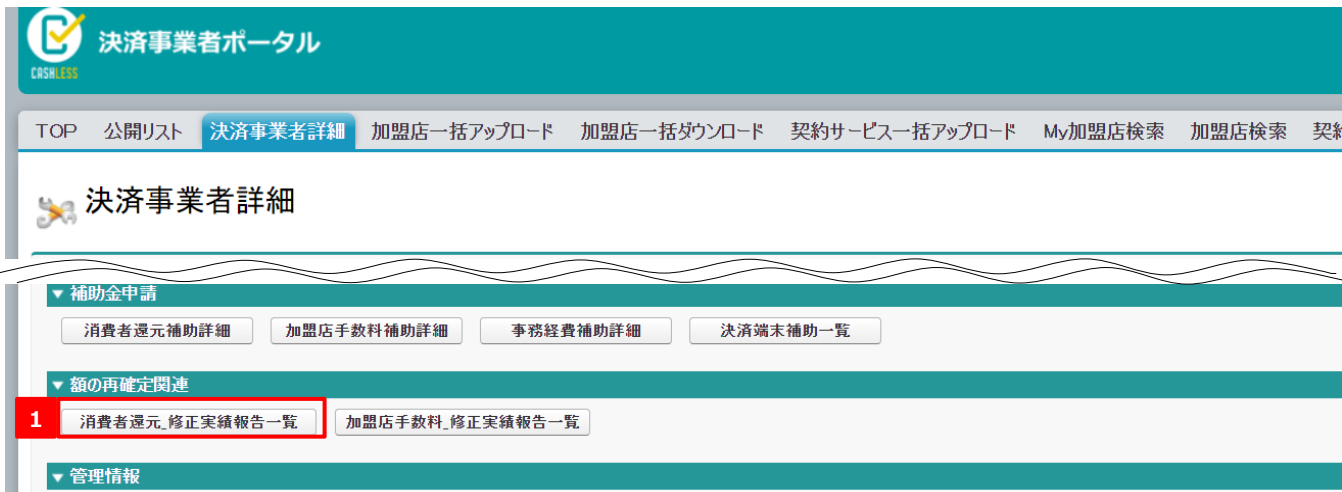 CASHLESS
決済事業者ポータル
TOP 公開リスト 決済事業者詳細 加盟店一括アップロード 加盟店一括ダウンロード 契約サービス一括アップロード My加盟店検索 加盟店検索 契約
決済事業者詳細
▼ 補助金申請
消費者還元補助詳細 加盟店手数料補助詳細 事務経費補助詳細 決済端末補助一覧
▼ 額の再確定関連
1 消費者還元_修正実績報告一覧 加盟店手数料_修正実績報告一覧
▼ 管理情報